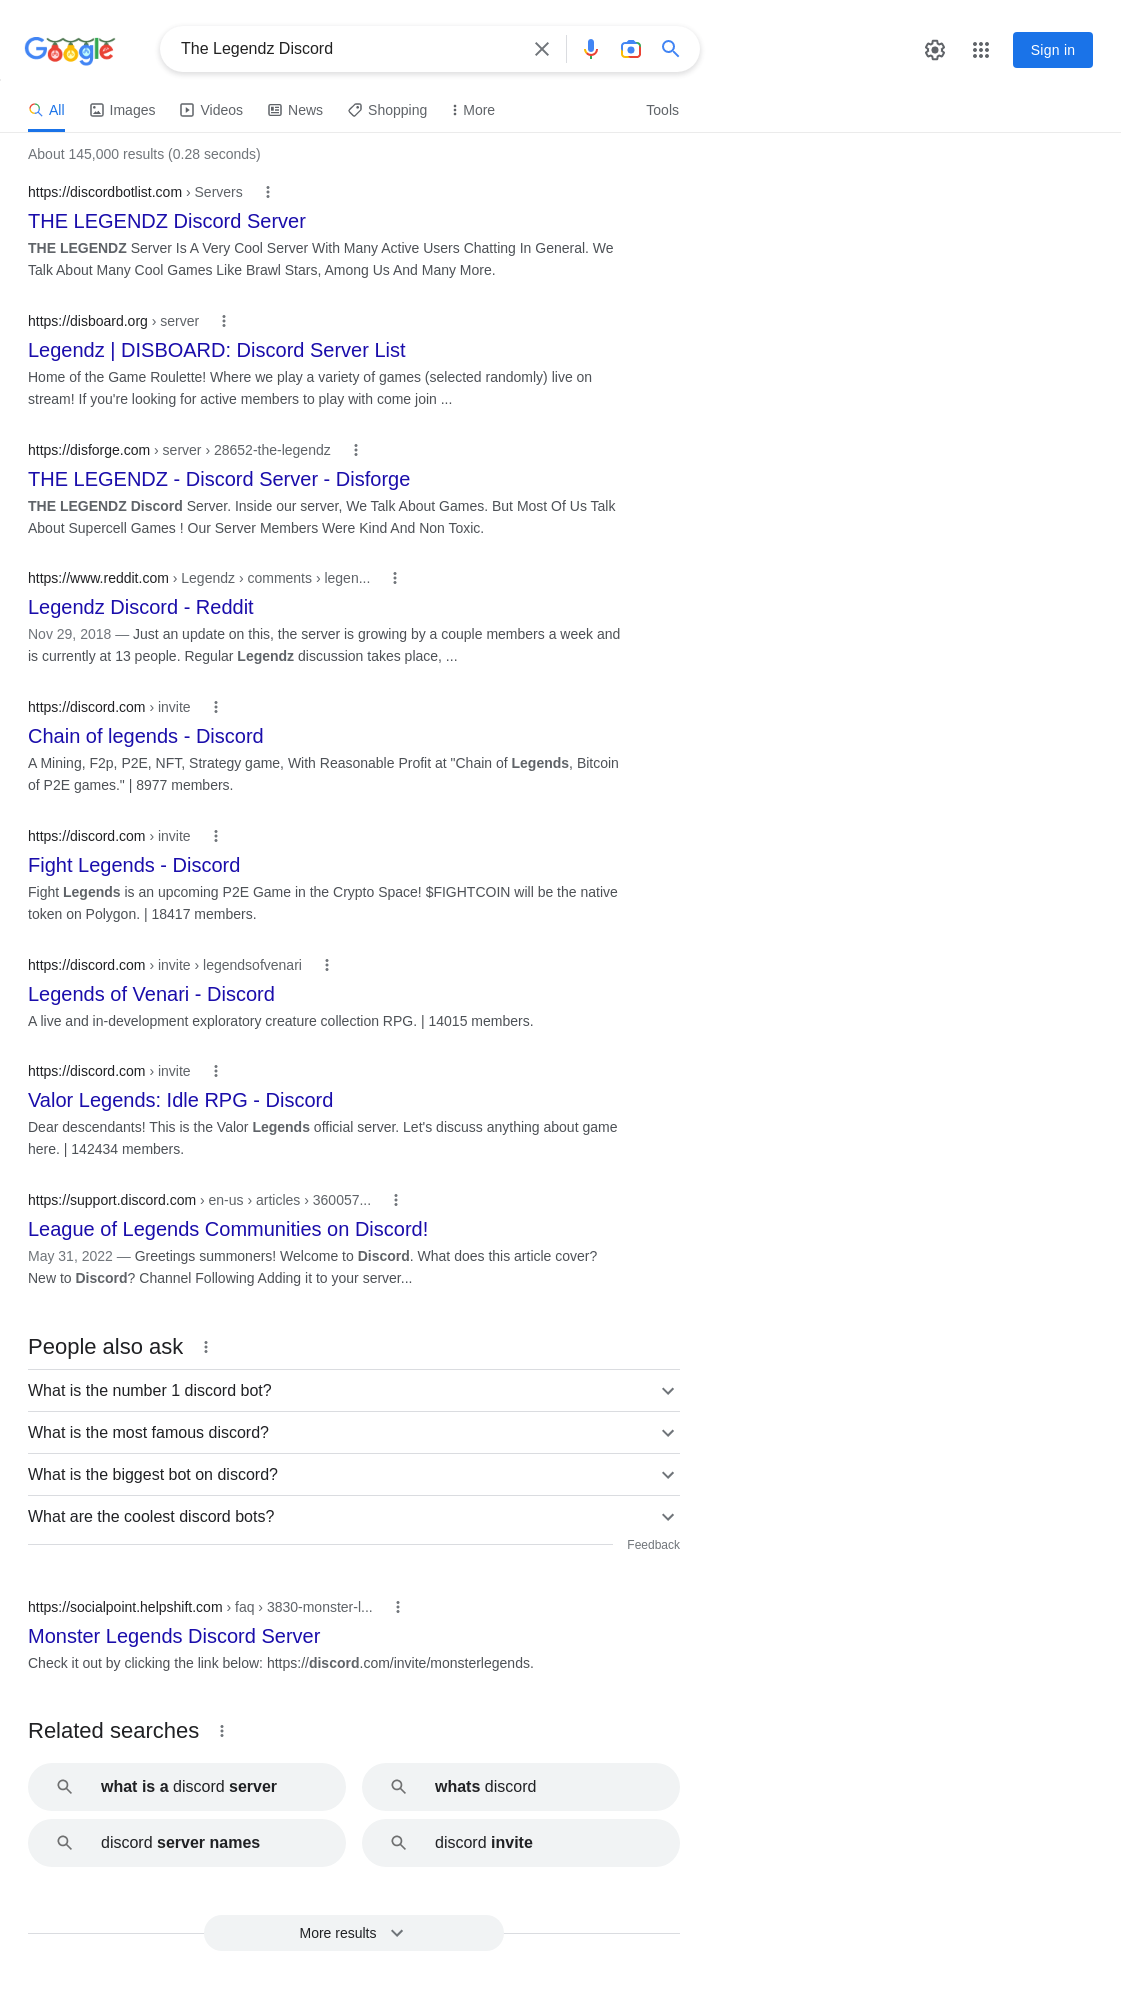 Google
The Legendz Discord
Sign in
All Images Videos News Shopping More Tools
About 145,000 results (0.28 seconds)
https://discordbotlist.com › Servers
THE LEGENDZ Discord Server
THE LEGENDZ Server Is A Very Cool Server With Many Active Users Chatting In General. We
Talk About Many Cool Games Like Brawl Stars, Among Us And Many More.
https://disboard.org › server
Legendz | DISBOARD: Discord Server List
Home of the Game Roulette! Where we play a variety of games (selected randomly) live on
stream! If you're looking for active members to play with come join ...
https://disforge.com › server › 28652-the-legendz
THE LEGENDZ - Discord Server - Disforge
THE LEGENDZ Discord Server. Inside our server, We Talk About Games. But Most Of Us Talk
About Supercell Games ! Our Server Members Were Kind And Non Toxic.
https://www.reddit.com › Legendz › comments › legen...
Legendz Discord - Reddit
Nov 29, 2018 — Just an update on this, the server is growing by a couple members a week and
is currently at 13 people. Regular Legendz discussion takes place, ...
https://discord.com › invite
Chain of legends - Discord
A Mining, F2p, P2E, NFT, Strategy game, With Reasonable Profit at "Chain of Legends, Bitcoin
of P2E games." | 8977 members.
https://discord.com › invite
Fight Legends - Discord
Fight Legends is an upcoming P2E Game in the Crypto Space! $FIGHTCOIN will be the native
token on Polygon. | 18417 members.
https://discord.com › invite › legendsofvenari
Legends of Venari - Discord
A live and in-development exploratory creature collection RPG. | 14015 members.
https://discord.com › invite
Valor Legends: Idle RPG - Discord
Dear descendants! This is the Valor Legends official server. Let's discuss anything about game
here. | 142434 members.
https://support.discord.com › en-us › articles › 360057...
League of Legends Communities on Discord!
May 31, 2022 — Greetings summoners! Welcome to Discord. What does this article cover?
New to Discord? Channel Following Adding it to your server...
People also ask
What is the number 1 discord bot?
What is the most famous discord?
What is the biggest bot on discord?
What are the coolest discord bots?
Feedback
https://socialpoint.helpshift.com › faq › 3830-monster-l...
Monster Legends Discord Server
Check it out by clicking the link below: https://discord.com/invite/monsterlegends.
Related searches
what is a discord server
whats discord
discord server names
discord invite
More results